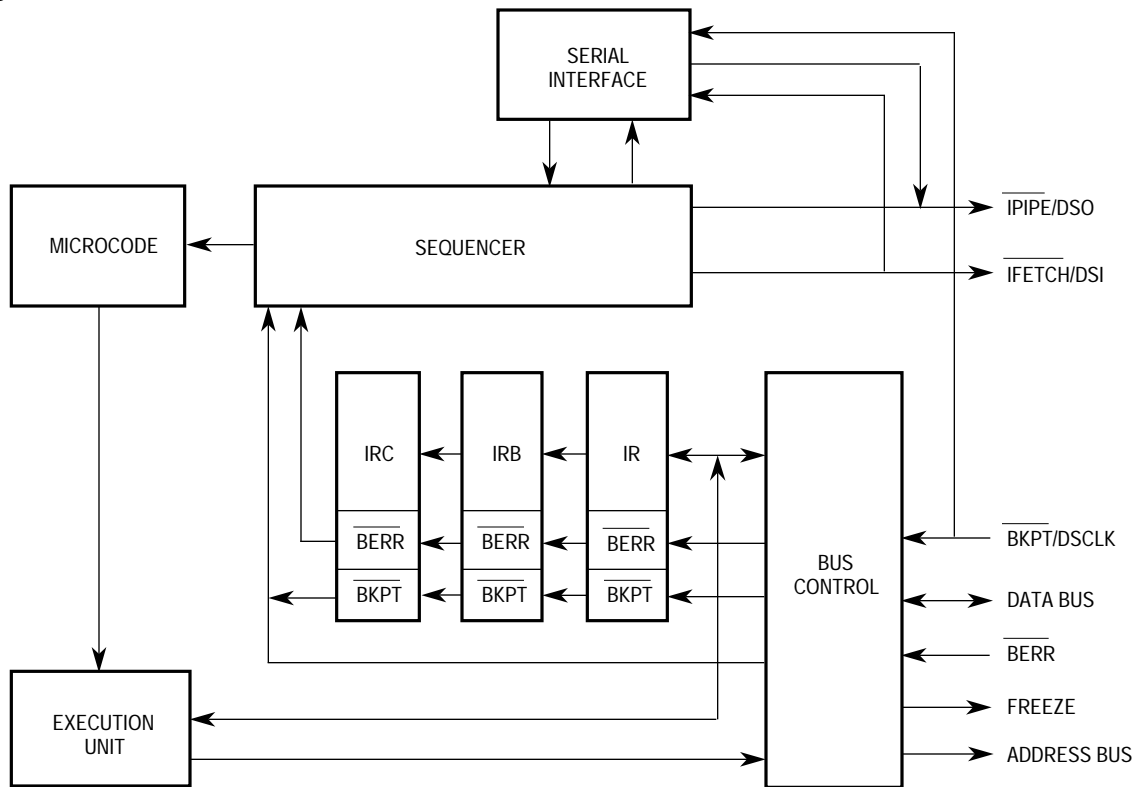 SERIAL
INTERFACE
IPIPE/DSO
MICROCODE
SEQUENCER
IFETCH/DSI
IRC
IRB
IR
BERR
BERR
BERR
BKPT/DSCLK
BUS
CONTROL
BKPT
BKPT
BKPT
DATA BUS
BERR
EXECUTION
UNIT
FREEZE
ADDRESS BUS